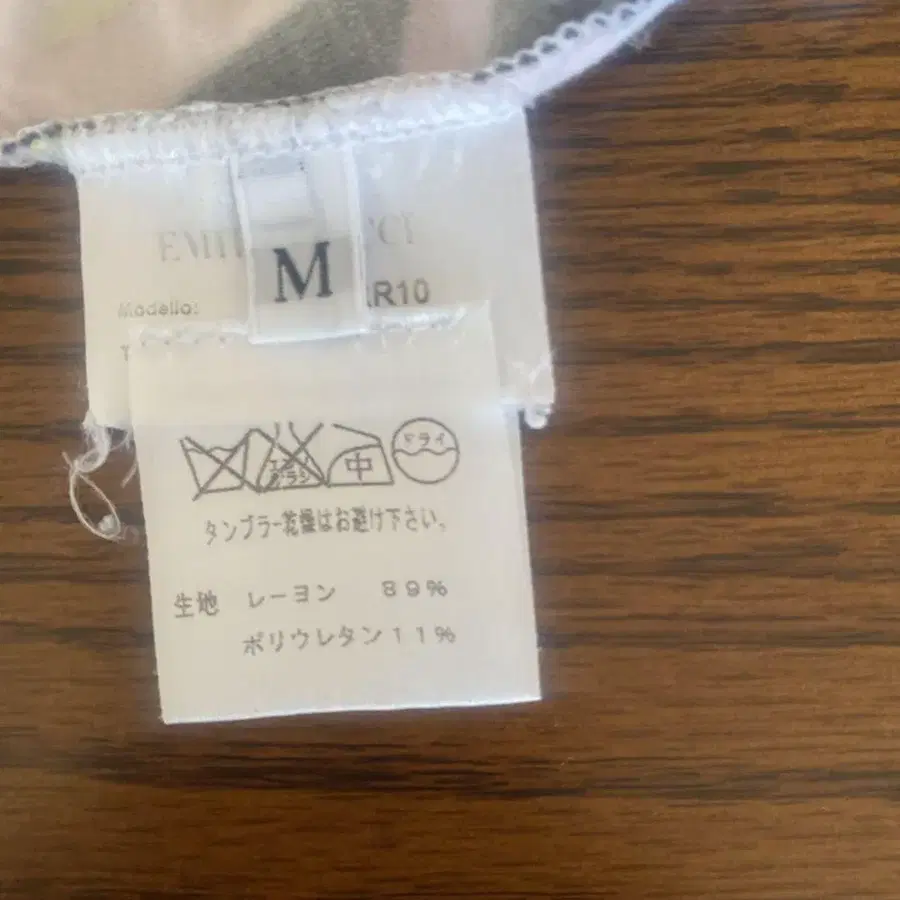 M
Modello:
R10
ドライ
中
タンブラー乾燥はお避け下さい。
生地 レーヨン 89%
ポリウレタン11%